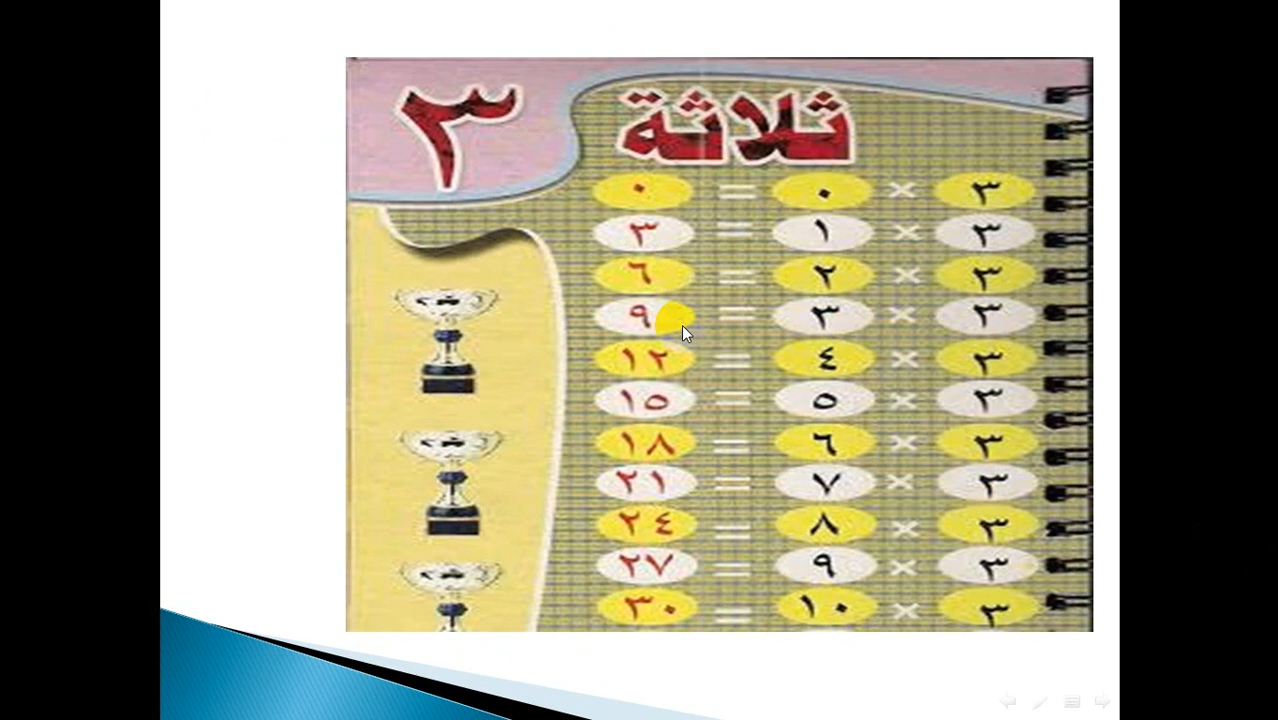 ثلاثة ٣
٣ × ٠ = ٠
٣ × ١ = ٣
٣ × ٢ = ٦
٣ × ٣ = ٩
٣ × ٤ = ١٢
٣ × ٥ = ١٥
٣ × ٦ = ١٨
٣ × ٧ = ٢١
٣ × ٨ = ٢٤
٣ × ٩ = ٢٧
٣ × ١٠ = ٣٠